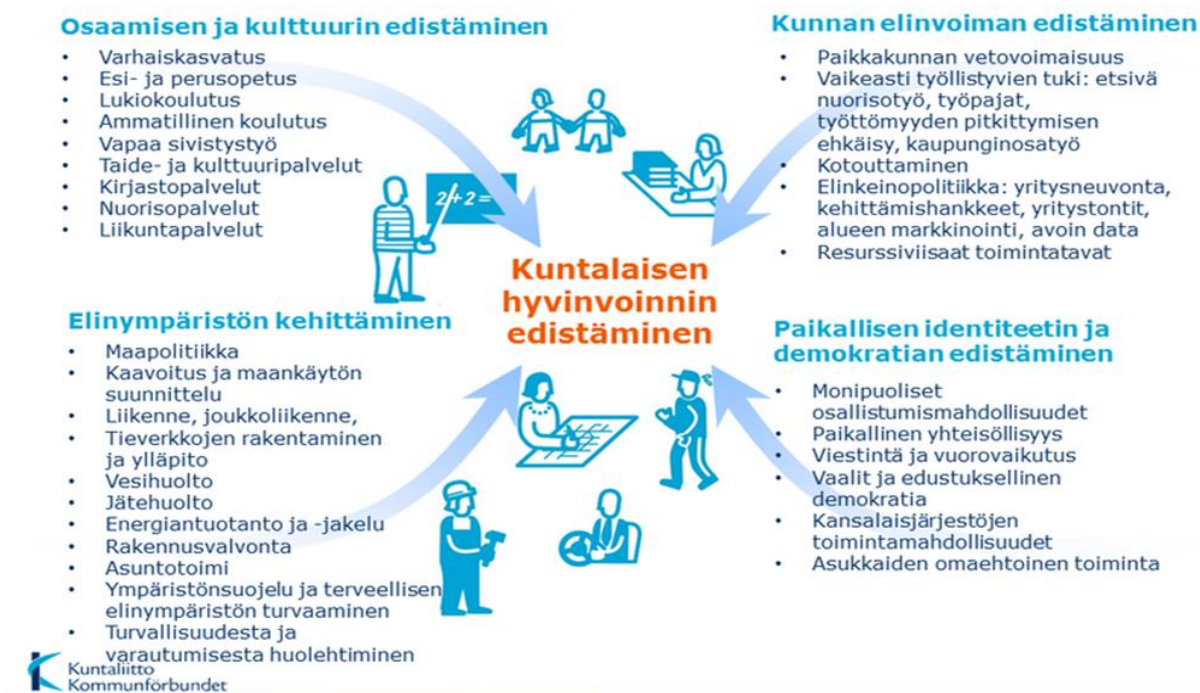 Osaamisen ja kulttuurin edistäminen
• Varhaiskasvatus
• Esi- ja perusopetus
• Lukiokoulutus
• Ammatillinen koulutus
• Vapaa sivistystyö
• Taide- ja kulttuuripalvelut
• Kirjastopalvelut
• Nuorisopalvelut
• Liikuntapalvelut
2+2=
Kunnan elinvoiman edistäminen
• Paikkakunnan vetovoimaisuus
• Vaikeasti työllistyvien tuki: etsivä
nuorisotyö, työpajat,
työttömyyden pitkittymisen
ehkäisy, kaupunginosatyö
• Kotouttaminen
• Elinkeinopolitiikka: yritysneuvonta,
kehittämishankkeet, yritystontit,
alueen markkinointi, avoin data
• Resurssiviisaat toimintatavat
Kuntalaisen
hyvinvoinnin
edistäminen
Elinympäristön kehittäminen
• Maapolitiikka
• Kaavoitus ja maankäytön
suunnittelu
• Liikenne, joukkoliikenne,
• Tieverkkojen rakentaminen
ja ylläpito
• Vesihuolto
• Jätehuolto
• Energiantuotanto ja -jakelu
• Rakennusvalvonta
• Asuntotoimi
• Ympäristönsuojelu ja terveellisen
elinympäristön turvaaminen
• Turvallisuudesta ja
varautumisesta huolehtiminen
Paikallisen identiteetin ja
demokratian edistäminen
• Monipuoliset
osallistumismahdollisuudet
• Paikallinen yhteisöllisyys
• Viestintä ja vuorovaikutus
• Vaalit ja edustuksellinen
demokratia
• Kansalaisjärjestöjen
toimintamahdollisuudet
• Asukkaiden omaehtoinen toiminta
Kuntaliitto
Kommunförbundet